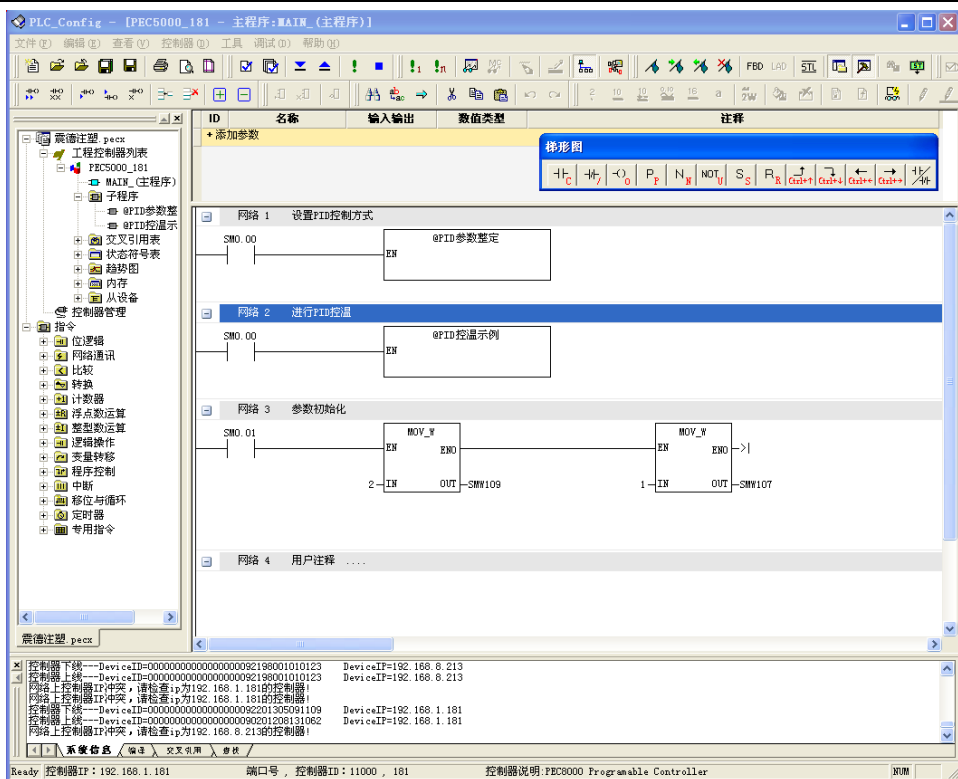 PLC_Config - [PEC5000_181 - 主程序:MAIN_(主程序)]
文件(F) 编辑(E) 查看(V) 控制器(D) 工具 调试(D) 帮助(H)
FBD LAD STL
ID 名称 输入输出 数值类型 注释
+添加参数
梯形图
震德注塑.pecx
工程控制器列表
PEC5000_181
MAIN_(主程序)
子程序
@PID参数整
@PID控温示
交叉引用表
状态符号表
趋势图
内存
从设备
控制器管理
指令
位逻辑
网络通讯
比较
转换
计数器
浮点数运算
整型数运算
逻辑操作
变量转移
程序控制
中断
移位与循环
定时器
专用指令
震德注塑.pecx
网络 1 设置PID控制方式
SM0.00 @PID参数整定
EN
网络 2 进行PID控温
SM0.00 @PID控温示例
EN
网络 3 参数初始化
SM0.01 MOV_W MOV_W
EN ENO EN ENO
2 IN OUT SMW109 1 IN OUT SMW107
网络 4 用户注释 ....
控制器下线---DeviceID=00000000000000000092198001010123 DeviceIP=192.168.8.213
控制器上线---DeviceID=00000000000000000092198001010123 DeviceIP=192.168.8.213
网络上控制器IP冲突,请检查ip为192.168.1.181的控制器!
网络上控制器IP冲突,请检查ip为192.168.1.181的控制器!
控制器下线---DeviceID=00000000000000000092201305091109 DeviceIP=192.168.1.181
控制器上线---DeviceID=00000000000000000090201208131062 DeviceIP=192.168.1.181
网络上控制器IP冲突,请检查ip为192.168.8.213的控制器!
系统信息 编译 交叉引用 查找
Ready 控制器IP:192.168.1.181 端口号 , 控制器ID:11000 , 181 控制器说明:PEC8000 Programable Controller NUM